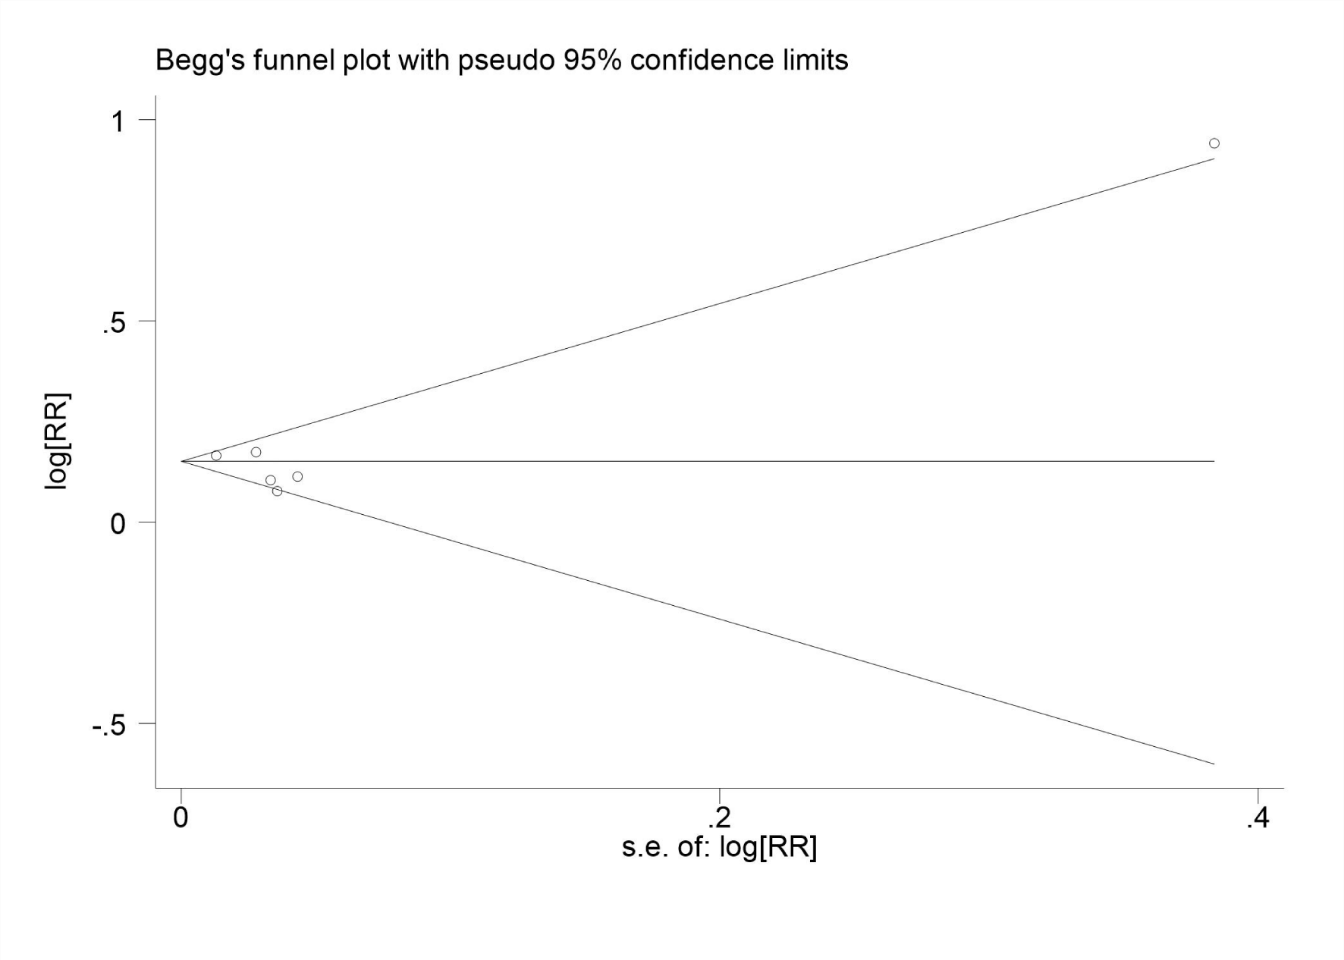 Begg's funnel plot with pseudo 95% confidence limits
1
.5
0
-.5
log[RR]
0 .2 .4
s.e. of: log[RR]